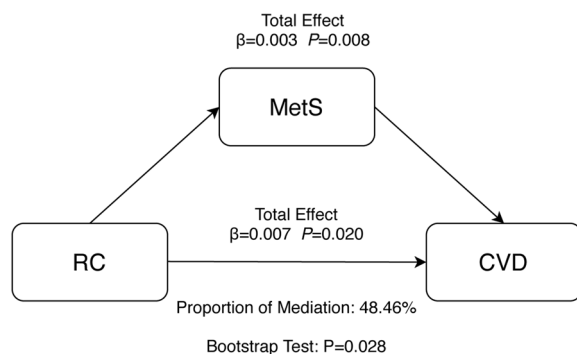 Total Effect
β=0.003 P=0.008
MetS
Total Effect
β=0.007 P=0.020
RC
CVD
Proportion of Mediation: 48.46%
Bootstrap Test: P=0.028